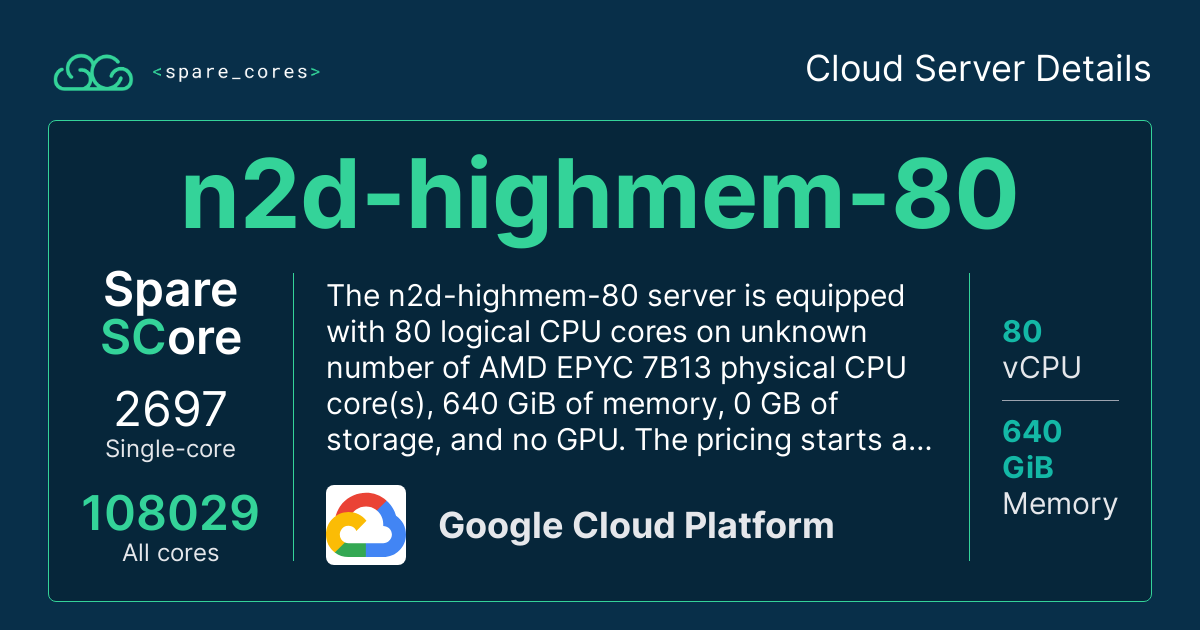 <spare_cores>
Cloud Server Details
n2d-highmem-80
Spare
SCore
2697
Single-core
108029
All cores
The n2d-highmem-80 server is equipped
with 80 logical CPU cores on unknown
number of AMD EPYC 7B13 physical CPU
core(s), 640 GiB of memory, 0 GB of
storage, and no GPU. The pricing starts a...
Google Cloud Platform
80
vCPU
640
GiB
Memory